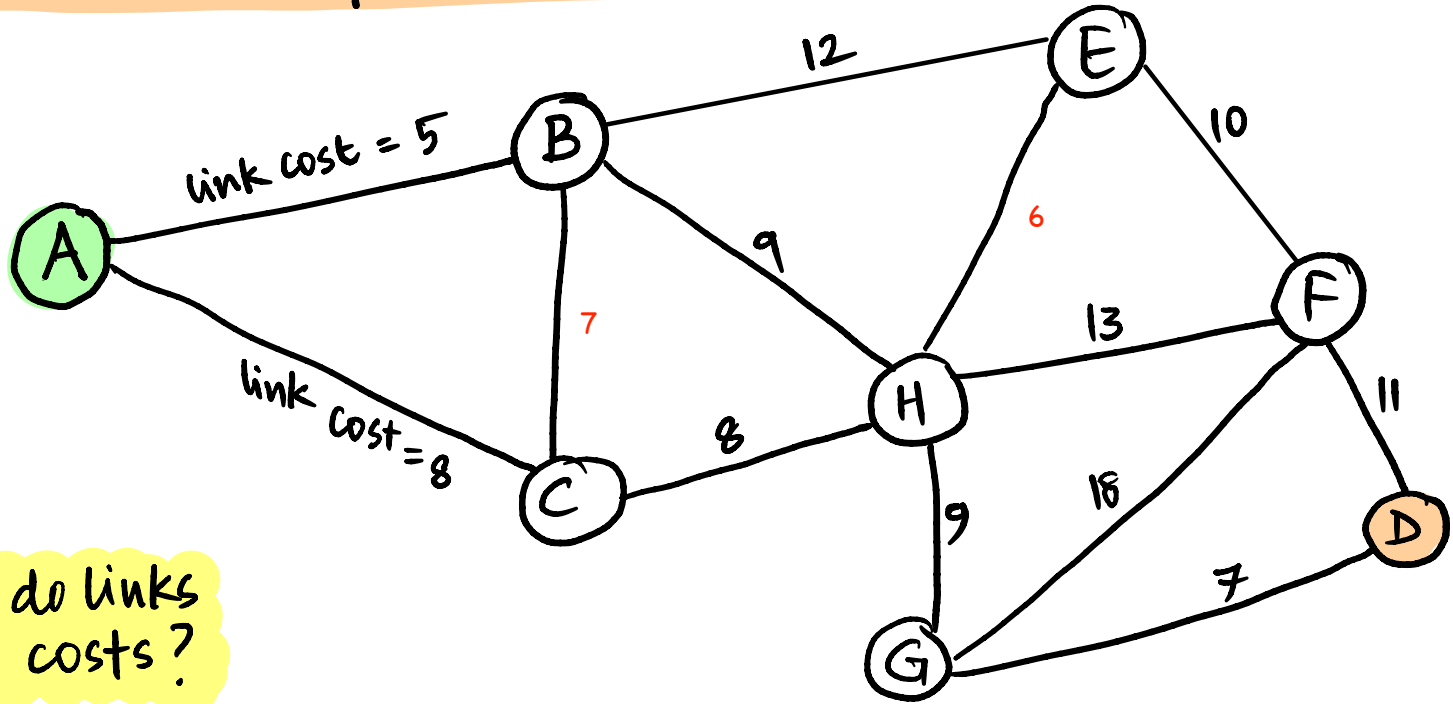 E
12
B
10
link cost = 5
A
6
9
7
F
13
link cost = 8
H
11
8
C
18
9
D
do links
7
costs?
G